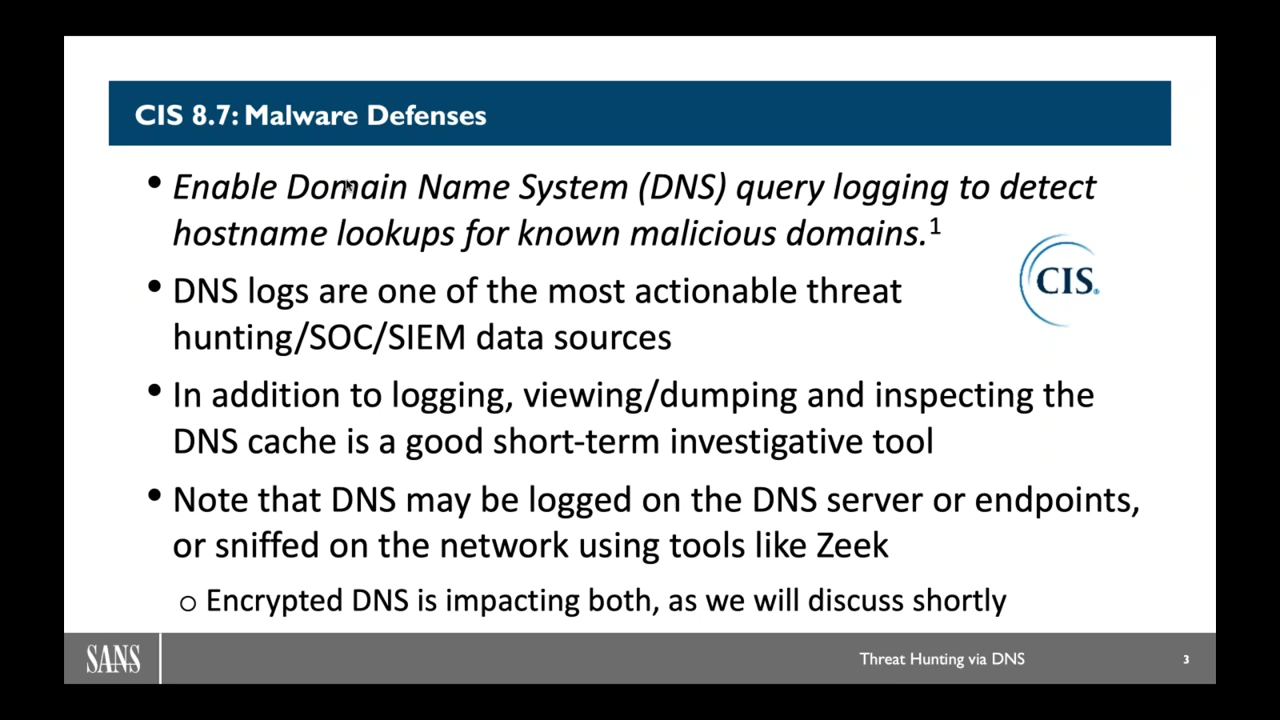 CIS 8.7: Malware Defenses
• Enable Domain Name System (DNS) query logging to detect
hostname lookups for known malicious domains.¹
• DNS logs are one of the most actionable threat
hunting/SOC/SIEM data sources
CIS®
• In addition to logging, viewing/dumping and inspecting the
DNS cache is a good short-term investigative tool
• Note that DNS may be logged on the DNS server or endpoints,
or sniffed on the network using tools like Zeek
o Encrypted DNS is impacting both, as we will discuss shortly
SANS
Threat Hunting via DNS
3